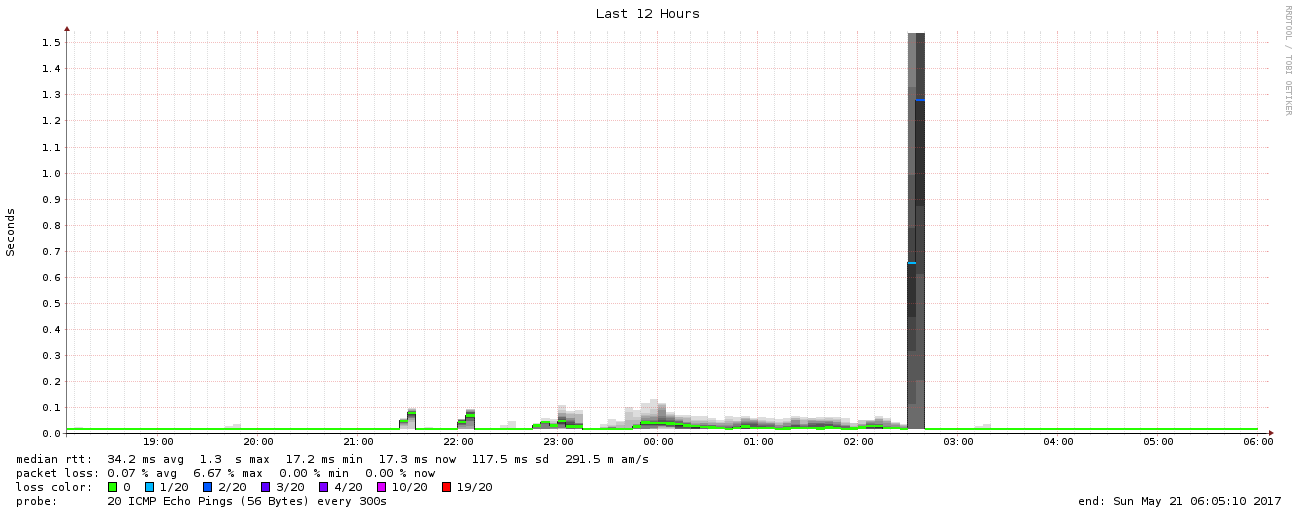 Last 12 Hours
RRDTOOL / TOBI OETIKER
Seconds
1.5
1.4
1.3
1.2
1.1
1.0
0.9
0.8
0.7
0.6
0.5
0.4
0.3
0.2
0.1
0.0
19:00 20:00 21:00 22:00 23:00 00:00 01:00 02:00 03:00 04:00 05:00 06:00
median rtt: 34.2 ms avg 1.3 s max 17.2 ms min 17.3 ms now 117.5 ms sd 291.5 m am/s
packet loss: 0.07 % avg 6.67 % max 0.00 % min 0.00 % now
loss color: 0 1/20 2/20 3/20 4/20 10/20 19/20
probe: 20 ICMP Echo Pings (56 Bytes) every 300s end: Sun May 21 06:05:10 2017